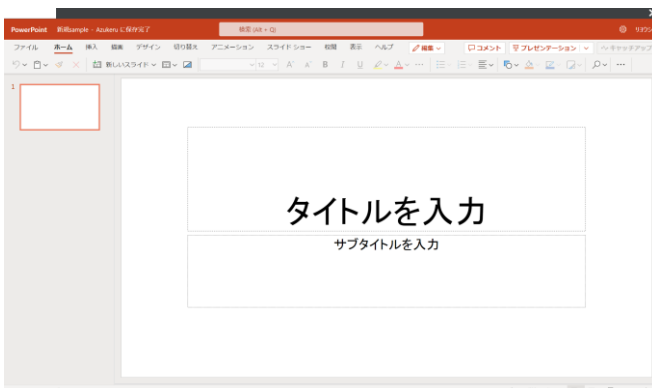 PowerPoint 新規sample - Azukeru に保存完了 検索 (Alt + Q)
ファイル ホーム 挿入 描画 デザイン 切り替え アニメーション スライド ショー 校閲 表示 ヘルプ 編集 コメント プレゼンテーション キャッチアップ
新しいスライド 12 A A B I U A
1
タイトルを入力
サブタイトルを入力